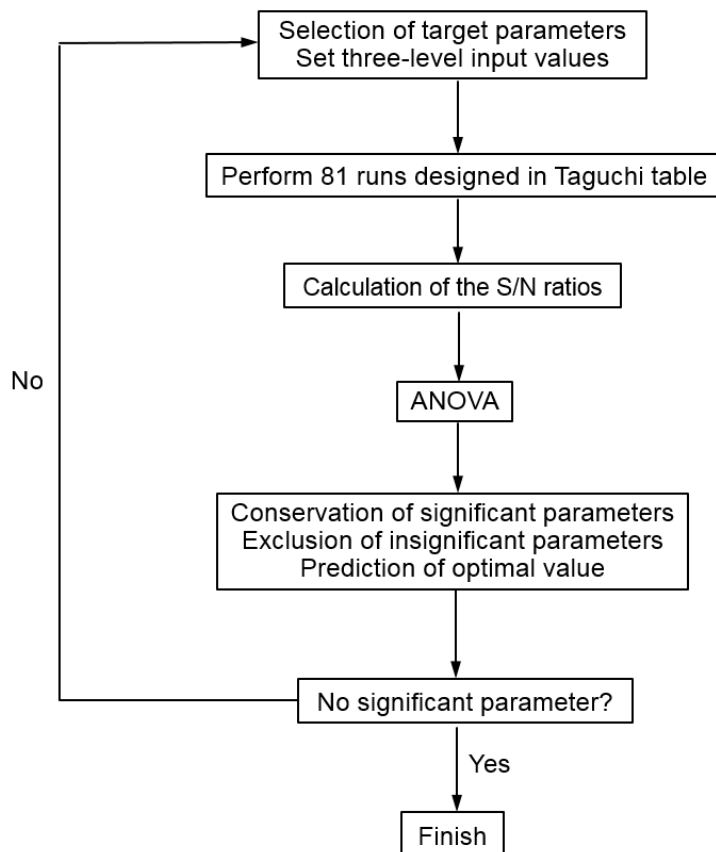 Selection of target parameters
Set three-level input values
Perform 81 runs designed in Taguchi table
Calculation of the S/N ratios
No
ANOVA
Conservation of significant parameters
Exclusion of insignificant parameters
Prediction of optimal value
No significant parameter?
Yes
Finish